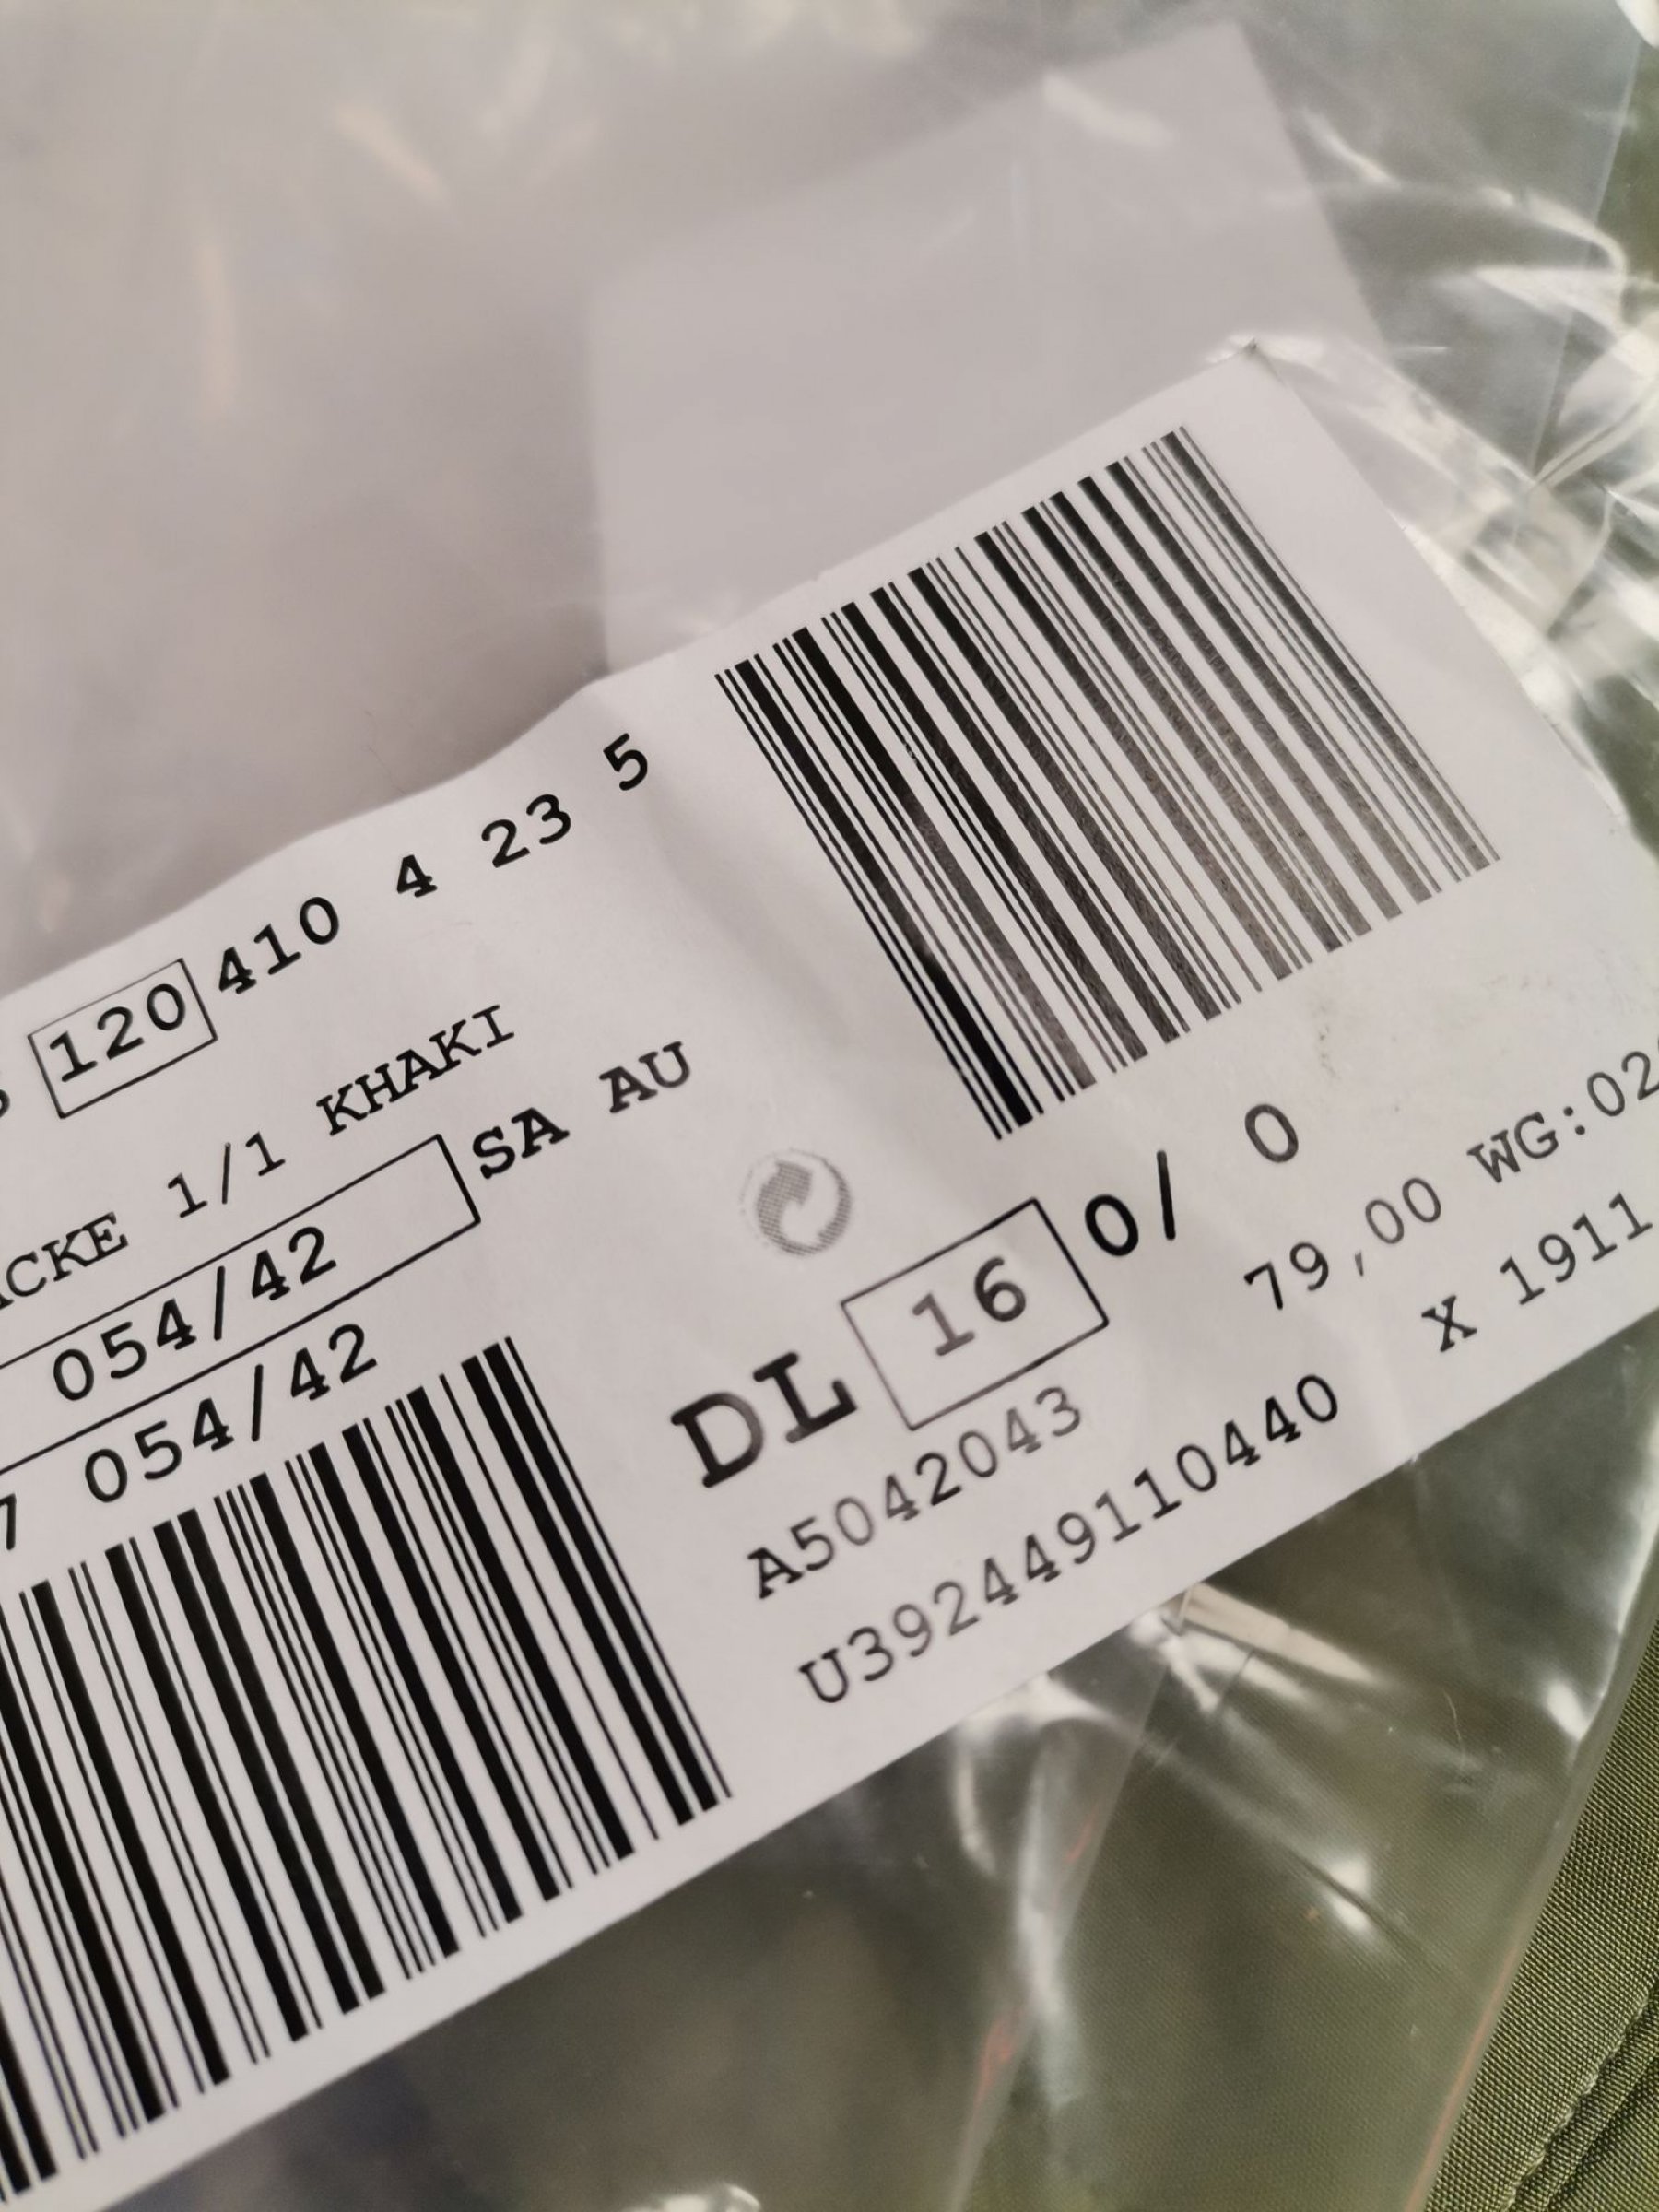 120 410 4 23 5
ACKE 1/1 KHAKI
054/42 SA AU
7 054/42
DL 16 0/ 0
A5042043 79,00 WG:02
U3924491110440 X 1911